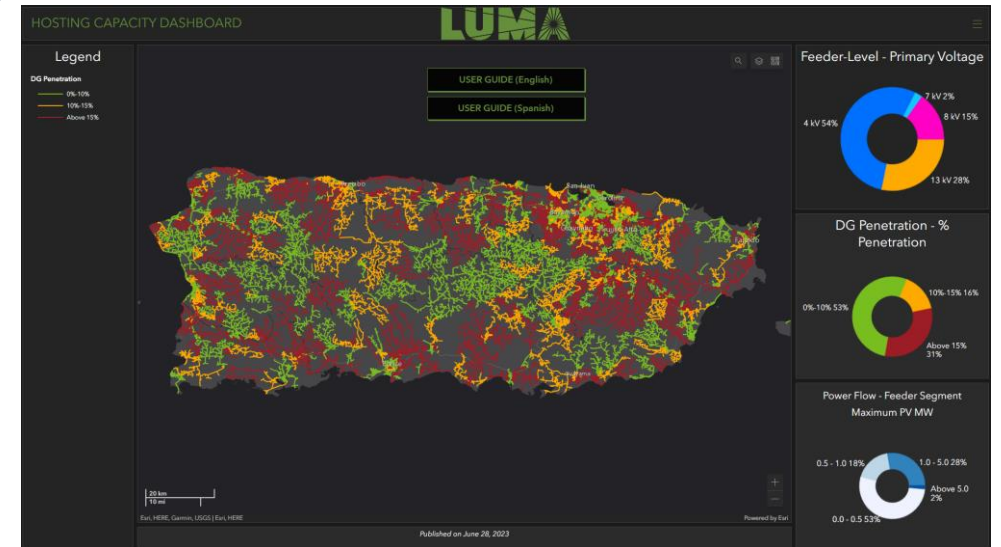 HOSTING CAPACITY DASHBOARD
LUMA
Legend
DG Penetration
0%-10%
10%-15%
Above 15%
USER GUIDE (English)
USER GUIDE (Spanish)
San Juan
20 km
10 mi
Esri, HERE, Garmin, USGS | Esri, HERE
Powered by Esri
Published on June 28, 2023
Feeder-Level - Primary Voltage
7 kV 2%
8 kV 15%
4 kV 54%
13 kV 28%
DG Penetration - %
Penetration
10%-15% 16%
0%-10% 53%
Above 15%
31%
Power Flow - Feeder Segment
Maximum PV MW
0.5 - 1.0 18%
1.0 - 5.0 28%
Above 5.0
2%
0.0 - 0.5 53%